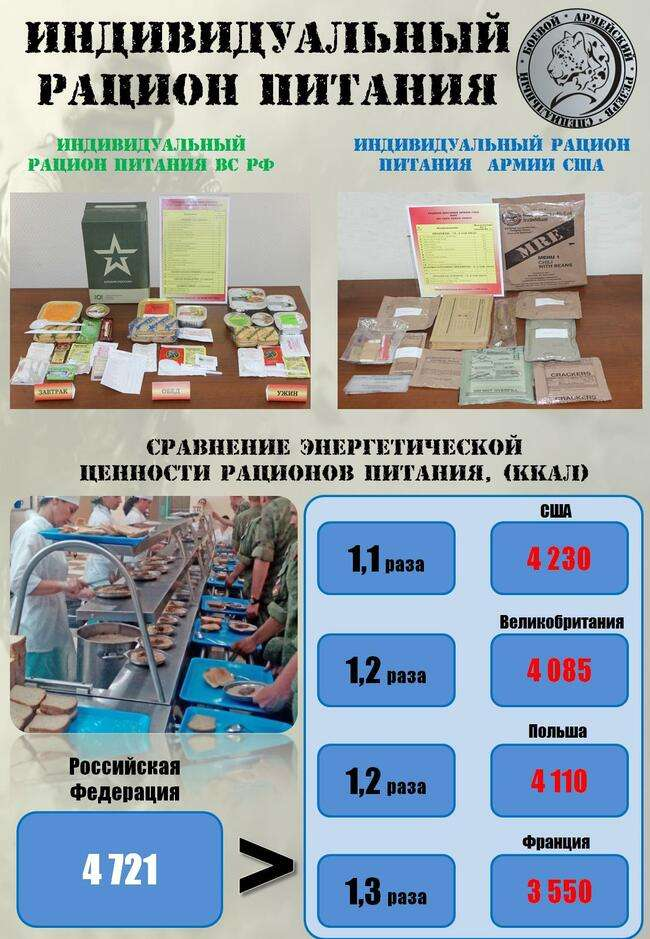 ИНДИВИДУАЛЬНЫЙ
РАЦИОН ПИТАНИЯ
БОЕВОЙ • АРМЕЙСКИЙ • РЕЗЕРВ • СПЕЦИАЛЬНЫЙ
ИНДИВИДУАЛЬНЫЙ
РАЦИОН ПИТАНИЯ ВС РФ
ИНДИВИДУАЛЬНЫЙ РАЦИОН
ПИТАНИЯ АРМИИ США
ЗАВТРАК
ОБЕД
УЖИН
MRE
MENU 1
CHILI
WITH BEANS
CRACKERS
CRACKERS
СРАВНЕНИЕ ЭНЕРГЕТИЧЕСКОЙ
ЦЕННОСТИ РАЦИОНОВ ПИТАНИЯ, (ККАЛ)
США
1,1 раза
4 230
Великобритания
1,2 раза
4 085
Польша
1,2 раза
4 110
Франция
1,3 раза
3 550
Российская
Федерация
4 721
>